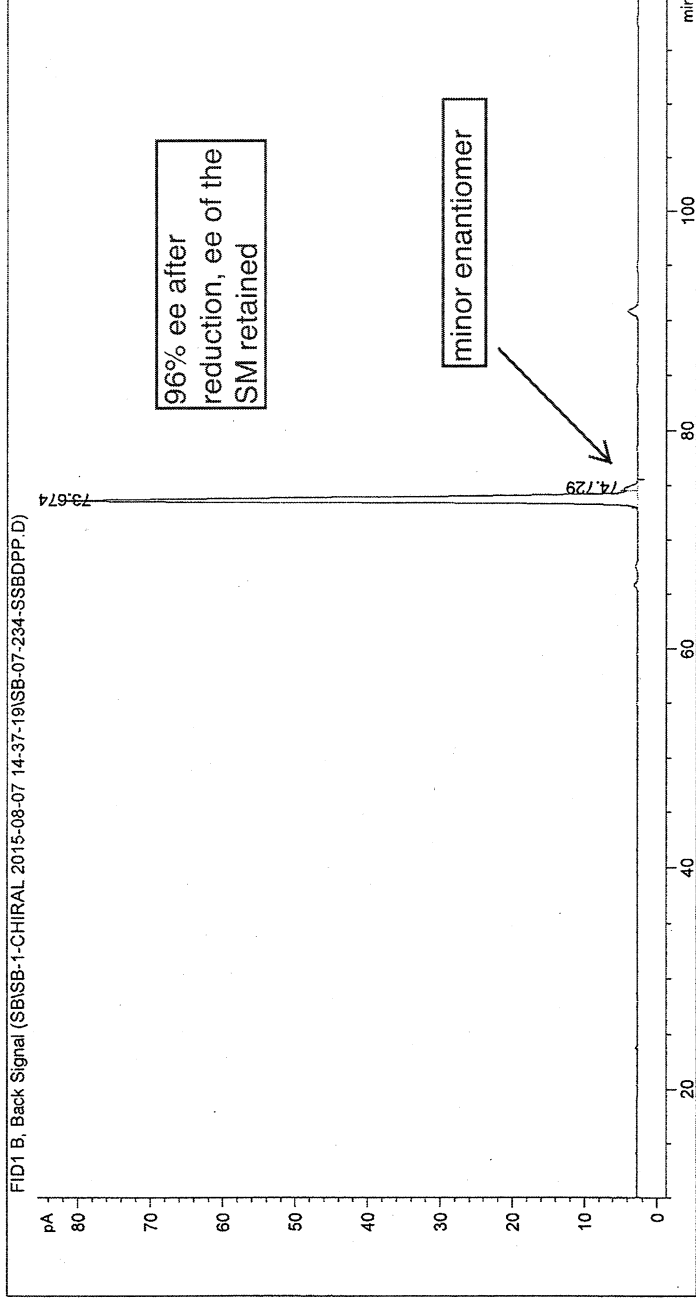 FID1 B, Back Signal (SB\SB-1-CHIRAL 2015-08-07 14-37-19\SB-07-234-SSBDPP.D)
pA
80
70
60
50
40
30
20
10
0
73.674
74.729
96% ee after
reduction, ee of the
SM retained
minor enantiomer
20
40
60
80
100
min